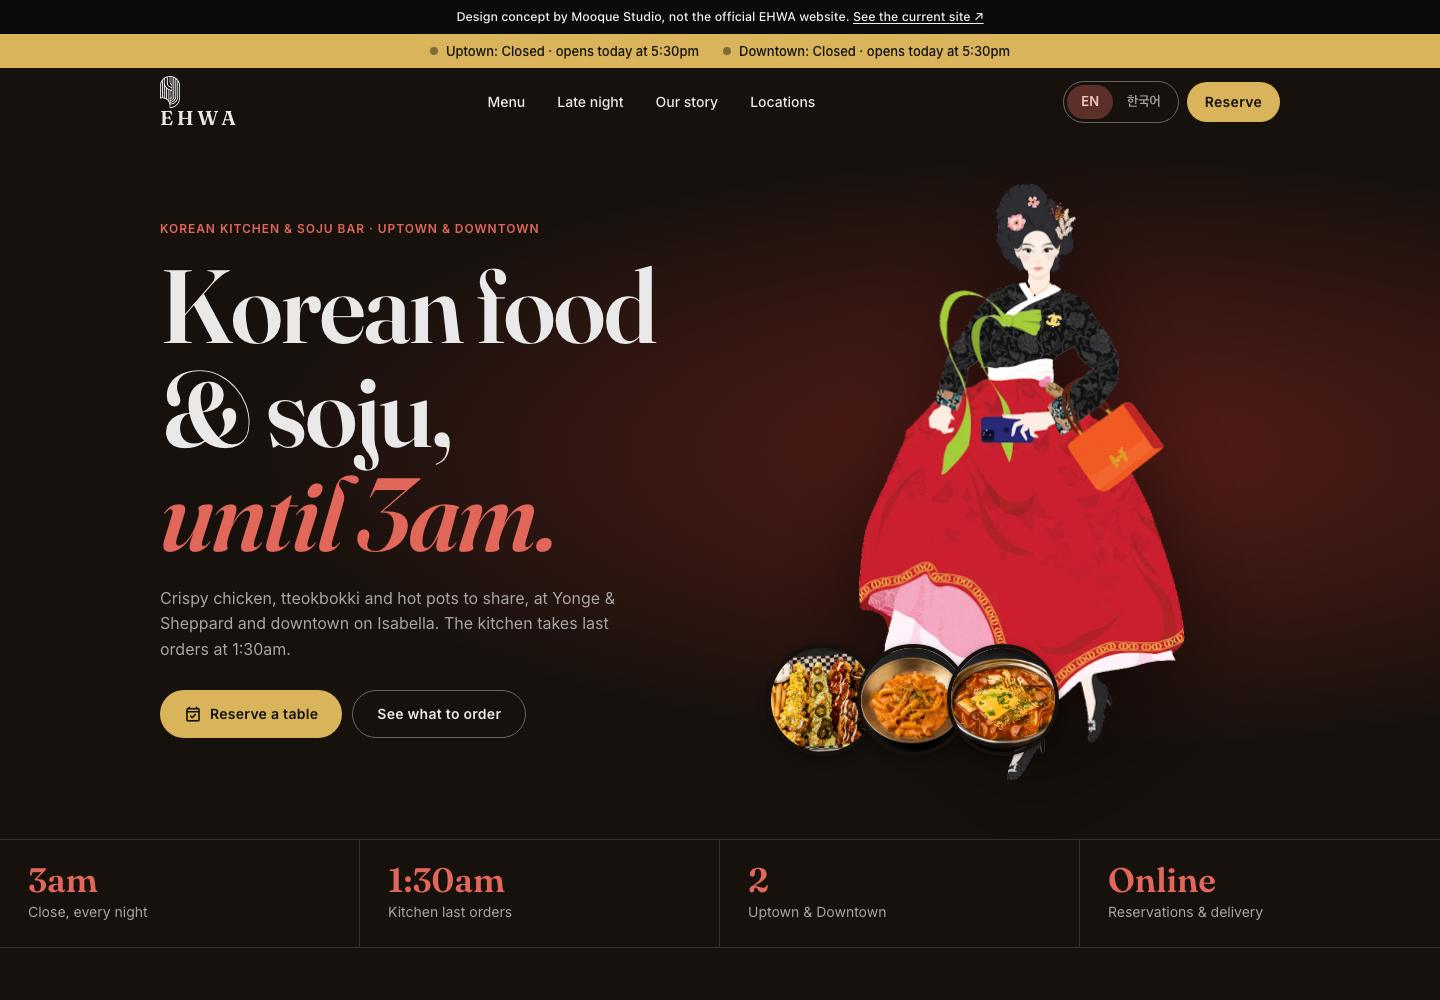 Design concept by Mooque Studio, not the official EHWA website. See the current site ↗
Uptown: Closed · opens today at 5:30pm
Downtown: Closed · opens today at 5:30pm
EHWA
Menu
Late night
Our story
Locations
EN
한국어
Reserve
KOREAN KITCHEN & SOJU BAR · UPTOWN & DOWNTOWN
Korean food
& soju,
until 3am.
Crispy chicken, tteokbokki and hot pots to share, at Yonge &
Sheppard and downtown on Isabella. The kitchen takes last
orders at 1:30am.
Reserve a table
See what to order
3am
Close, every night
1:30am
Kitchen last orders
2
Uptown & Downtown
Online
Reservations & delivery